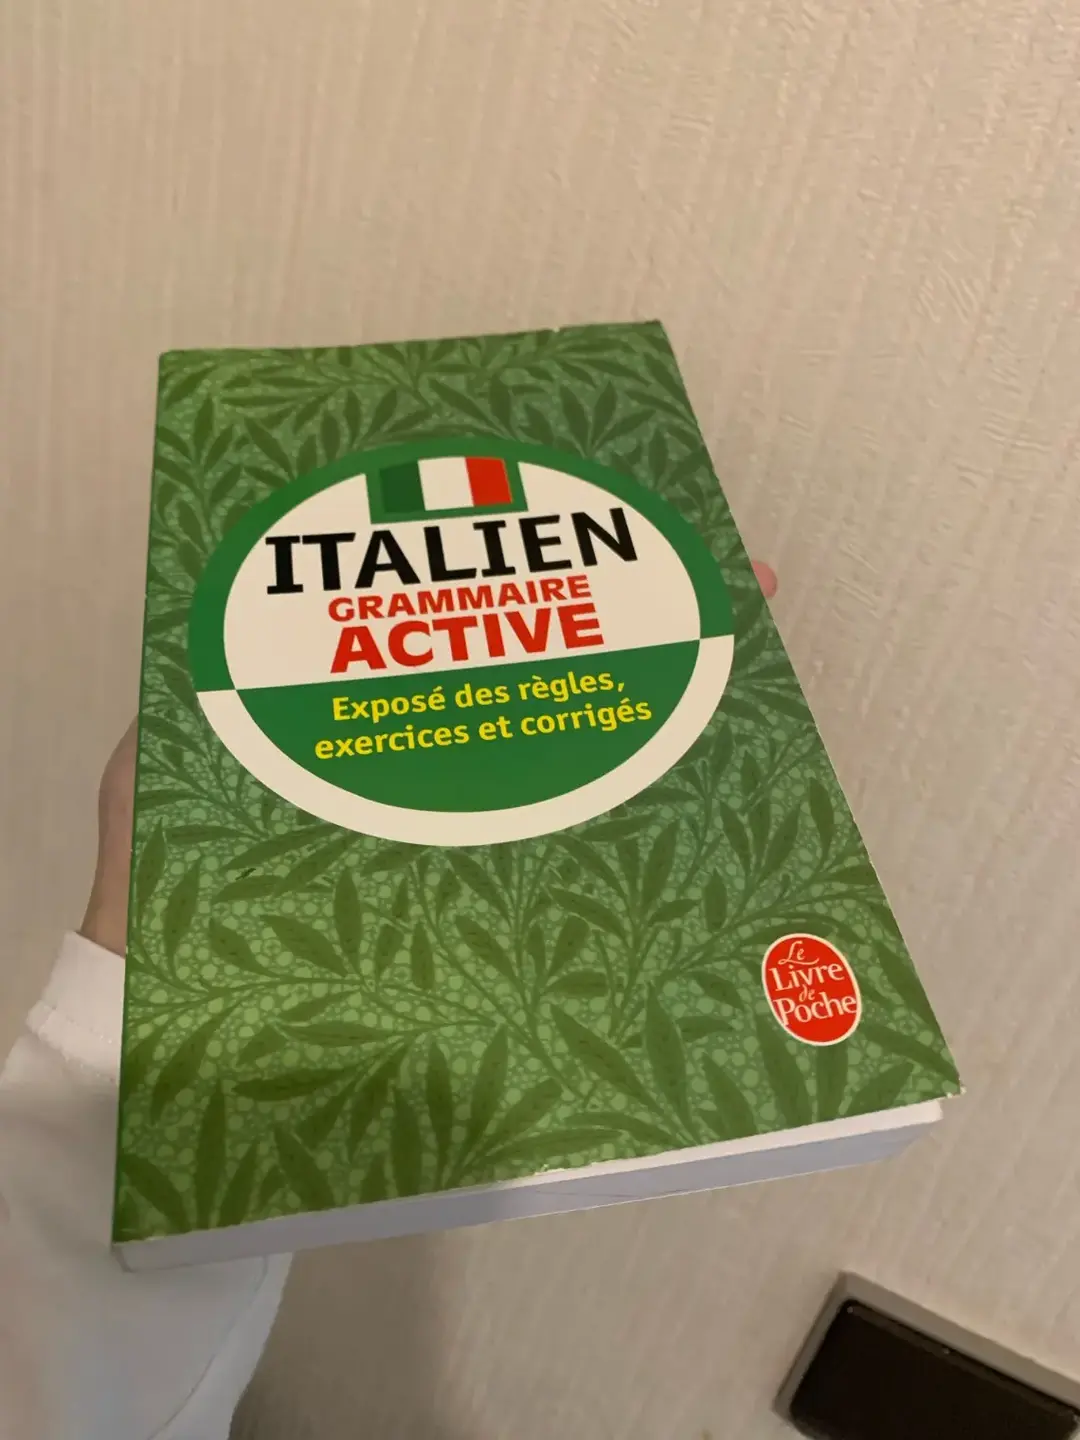 ITALIEN
GRAMMAIRE
ACTIVE
Exposé des règles,
exercices et corrigés
Le
Livre
de
Poche